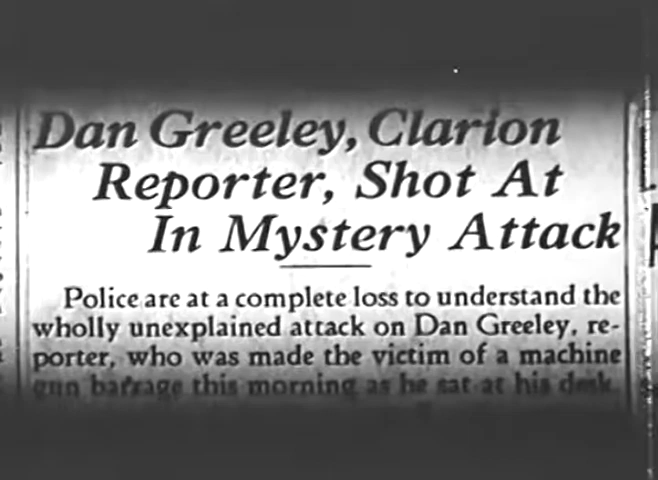 Dan Greeley, Clarion
Reporter, Shot At
In Mystery Attack
Police are at a complete loss to understand the
wholly unexplained attack on Dan Greeley, re-
porter, who was made the victim of a machine
gun barrage this morning as he sat at his desk